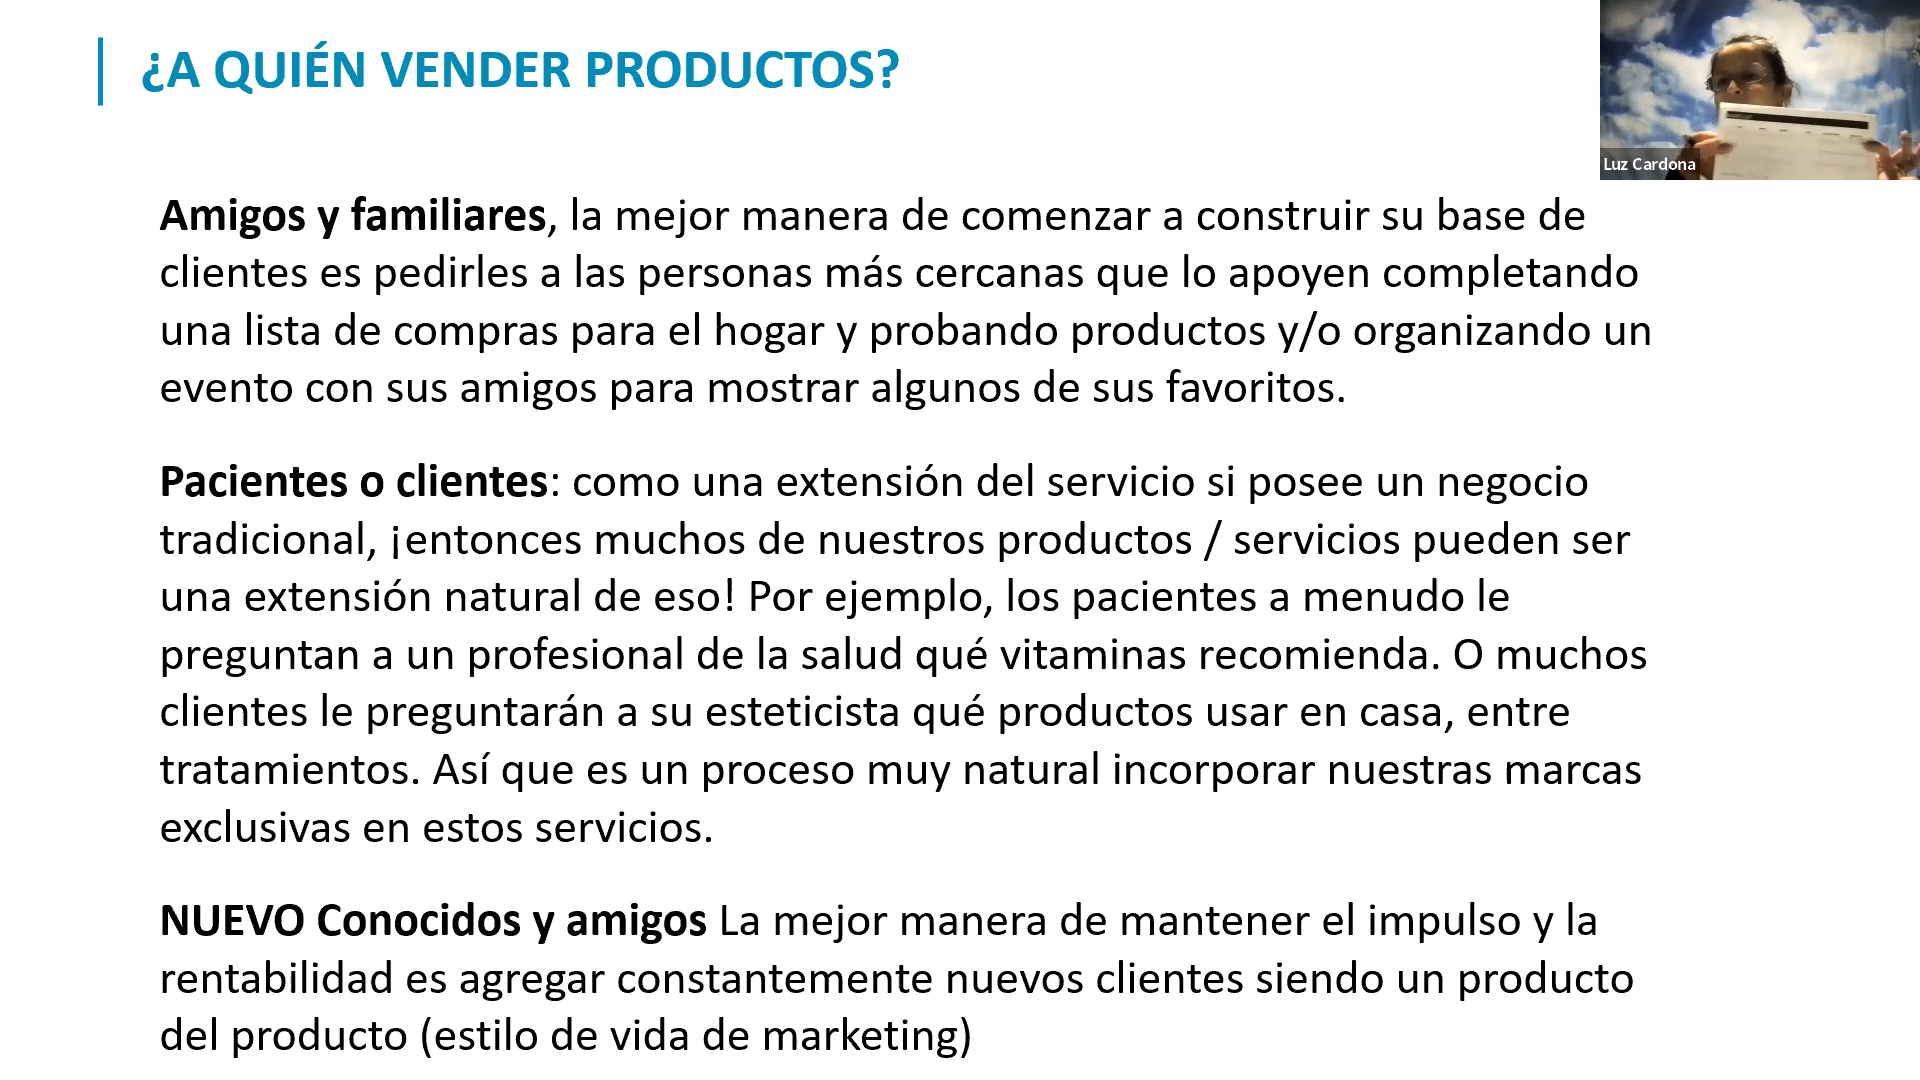 ¿A QUIÉN VENDER PRODUCTOS?
Luz Cardona
Amigos y familiares, la mejor manera de comenzar a construir su base de
clientes es pedirles a las personas más cercanas que lo apoyen completando
una lista de compras para el hogar y probando productos y/o organizando un
evento con sus amigos para mostrar algunos de sus favoritos.
Pacientes o clientes: como una extensión del servicio si posee un negocio
tradicional, ¡entonces muchos de nuestros productos / servicios pueden ser
una extensión natural de eso! Por ejemplo, los pacientes a menudo le
preguntan a un profesional de la salud qué vitaminas recomienda. O muchos
clientes le preguntarán a su esteticista qué productos usar en casa, entre
tratamientos. Así que es un proceso muy natural incorporar nuestras marcas
exclusivas en estos servicios.
NUEVO Conocidos y amigos La mejor manera de mantener el impulso y la
rentabilidad es agregar constantemente nuevos clientes siendo un producto
del producto (estilo de vida de marketing)